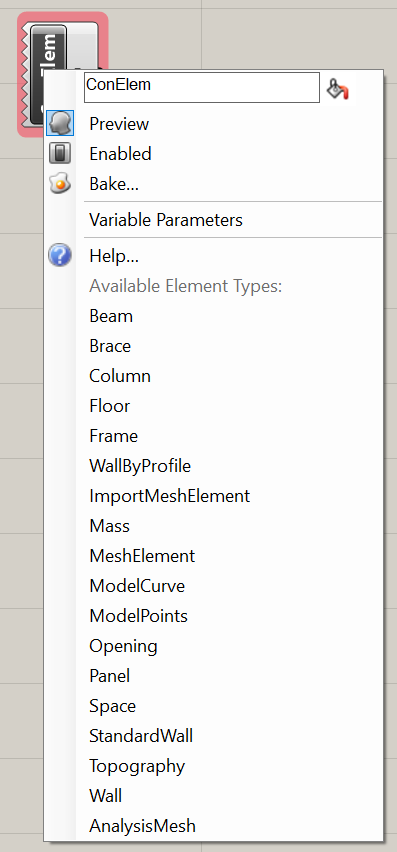 Elem
ConElem
Preview
Enabled
Bake...
Variable Parameters
Help...
Available Element Types:
Beam
Brace
Column
Floor
Frame
WallByProfile
ImportMeshElement
Mass
MeshElement
ModelCurve
ModelPoints
Opening
Panel
Space
StandardWall
Topography
Wall
AnalysisMesh